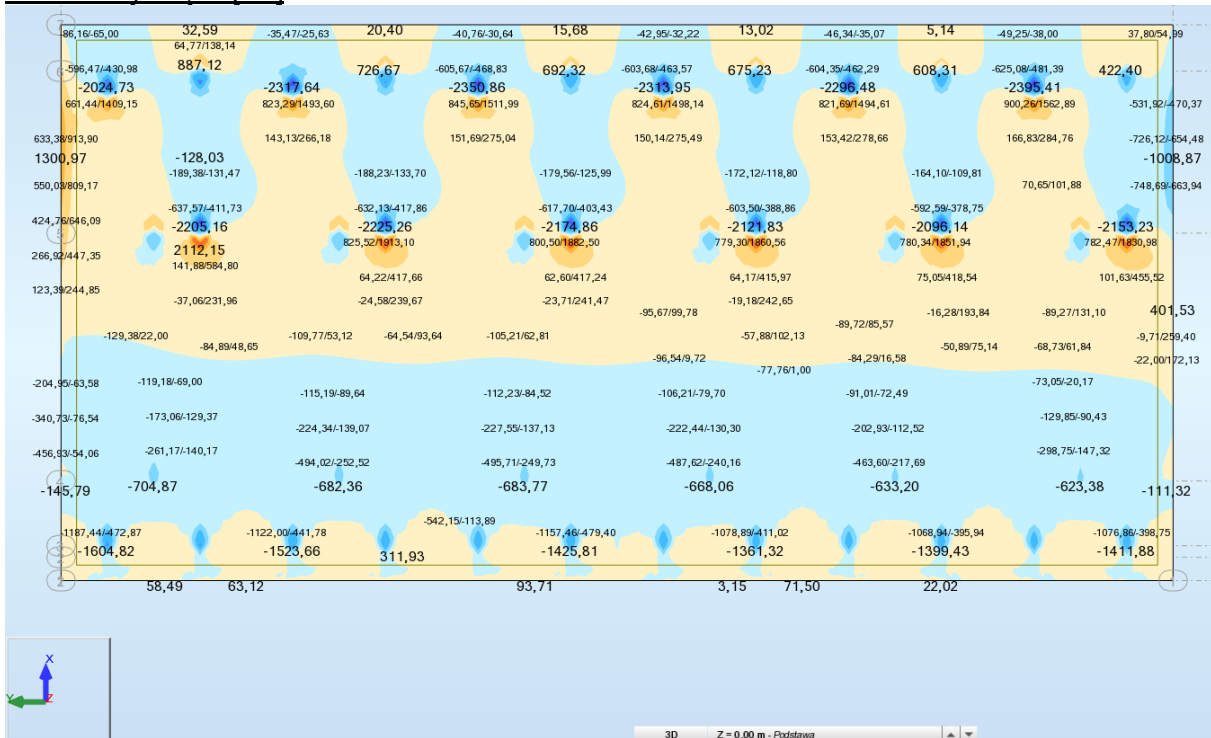 32,59 20,40 15,68 13,02 5,14
-86,16/-65,00 -35,47/-25,63 -40,76/-30,64 -42,95/-32,22 -46,34/-35,07 -49,25/-38,00 37,80/54,99
64,77/138,14
887,12 726,67 692,32 675,23 608,31 422,40
-596,47/-430,98 -605,67/-468,83 -603,68/-463,57 -604,35/-462,29 -625,08/-481,39
-2024,73 -2317,64 -2350,86 -2313,95 -2296,48 -2395,41
661,44/1409,15 823,29/1493,60 845,65/1511,99 824,61/1498,14 821,69/1494,61 900,26/1562,89 -531,92/-470,37
633,38/913,90 143,13/266,18 151,69/275,04 150,14/275,49 153,42/278,66 166,83/284,76 -726,12/-654,48
1300,97 -128,03 -1008,87
-189,38/-131,47 -188,23/-133,70 -179,56/-125,99 -172,12/-118,80 -164,10/-109,81
550,03/809,17 70,65/101,88 -748,69/-663,94
-637,57/-411,73 -632,13/-417,86 -617,70/-403,43 -603,50/-388,86 -592,59/-378,75
424,76/646,09 -2205,16 -2225,26 -2174,86 -2121,83 -2096,14 -2153,23
2112,15 825,52/1913,10 800,50/1882,50 779,30/1860,56 780,34/1851,94 782,47/1830,98
266,92/447,35 141,88/584,80
64,22/417,66 62,60/417,24 64,17/415,97 75,05/418,54 101,63/455,52
123,39/244,85
-37,06/231,96 -24,58/239,67 -23,71/241,47 -19,18/242,65
-95,67/99,78 -16,28/193,84 -89,27/131,10 401,53
-89,72/85,57
-129,38/22,00 -109,77/53,12 -64,54/93,64 -105,21/62,81 -57,88/102,13 -9,71/259,40
-84,89/48,65 -50,89/75,14 -68,73/61,84
-96,54/9,72 -84,29/16,58 -22,00/172,13
-77,76/1,00
-204,95/-63,58 -119,18/-69,00 -73,05/-20,17
-115,19/-89,64 -112,23/-84,52 -106,21/-79,70 -91,01/-72,49
-340,73/-76,54 -173,06/-129,37 -129,85/-90,43
-224,34/-139,07 -227,55/-137,13 -222,44/-130,30 -202,93/-112,52
-456,93/-54,06 -261,17/-140,17 -298,75/-147,32
-494,02/-252,52 -495,71/-249,73 -487,62/-240,16 -463,60/-217,69
-145,79 -704,87 -682,36 -683,77 -668,06 -633,20 -623,38 -111,32
-542,15/-113,89
-1187,44/-472,87 -1122,00/-441,78 -1157,46/-479,40 -1078,89/-411,02 -1068,94/-395,94 -1076,86/-398,75
-1604,82 -1523,66 311,93 -1425,81 -1361,32 -1399,43 -1411,88
58,49 63,12 93,71 3,15 71,50 22,02
X
Y Z
3D Z = 0.00 m - Podstawa